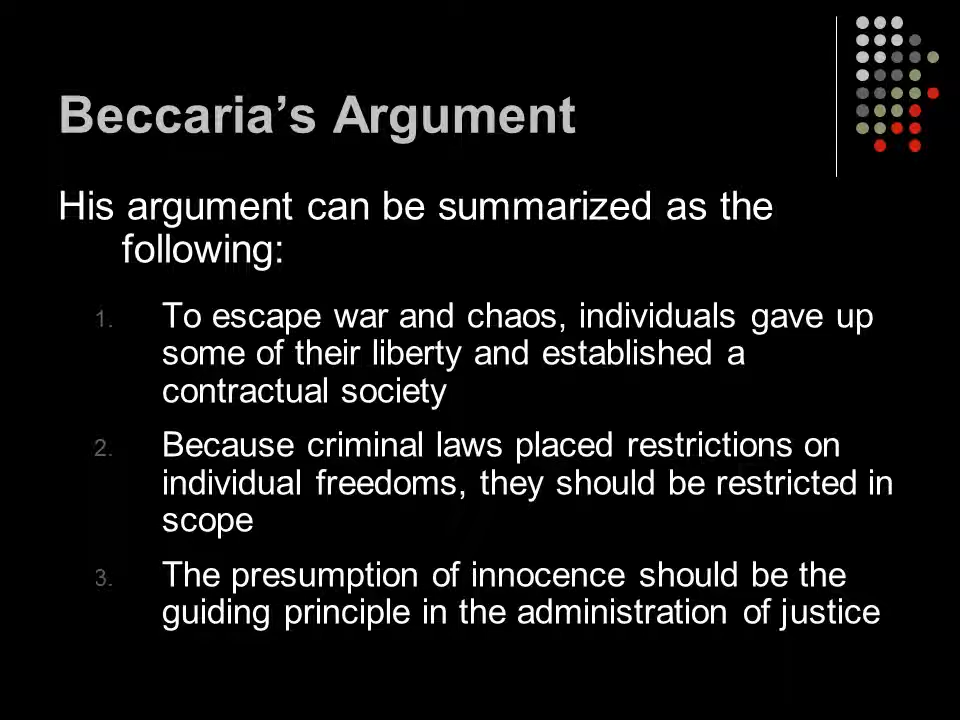 Beccaria’s Argument
His argument can be summarized as the
following:
1. To escape war and chaos, individuals gave up
some of their liberty and established a
contractual society
2. Because criminal laws placed restrictions on
individual freedoms, they should be restricted in
scope
3. The presumption of innocence should be the
guiding principle in the administration of justice